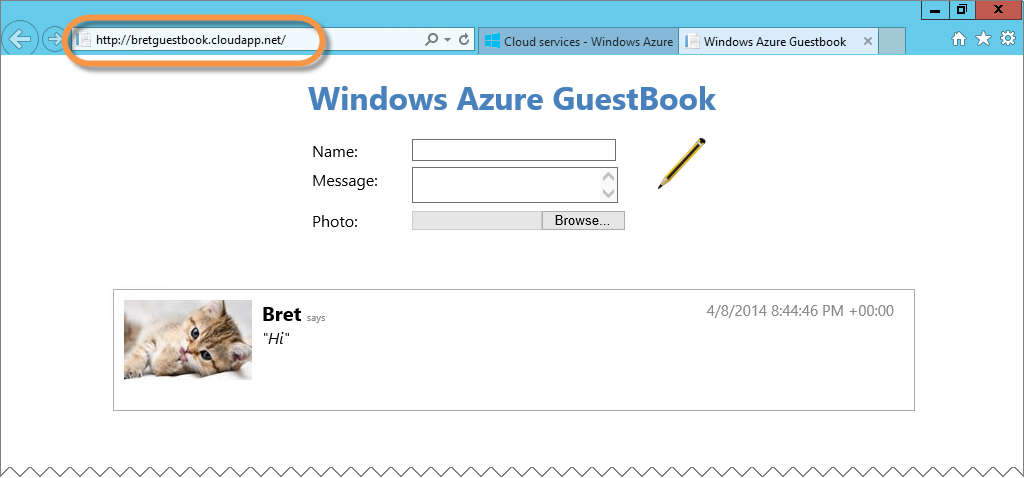 http://bretguestbook.cloudapp.net/
Cloud services - Windows Azure
Windows Azure Guestbook
Windows Azure GuestBook
Name:
Message:
Photo:
Browse...
Bret says
4/8/2014 8:44:46 PM +00:00
"Hi"